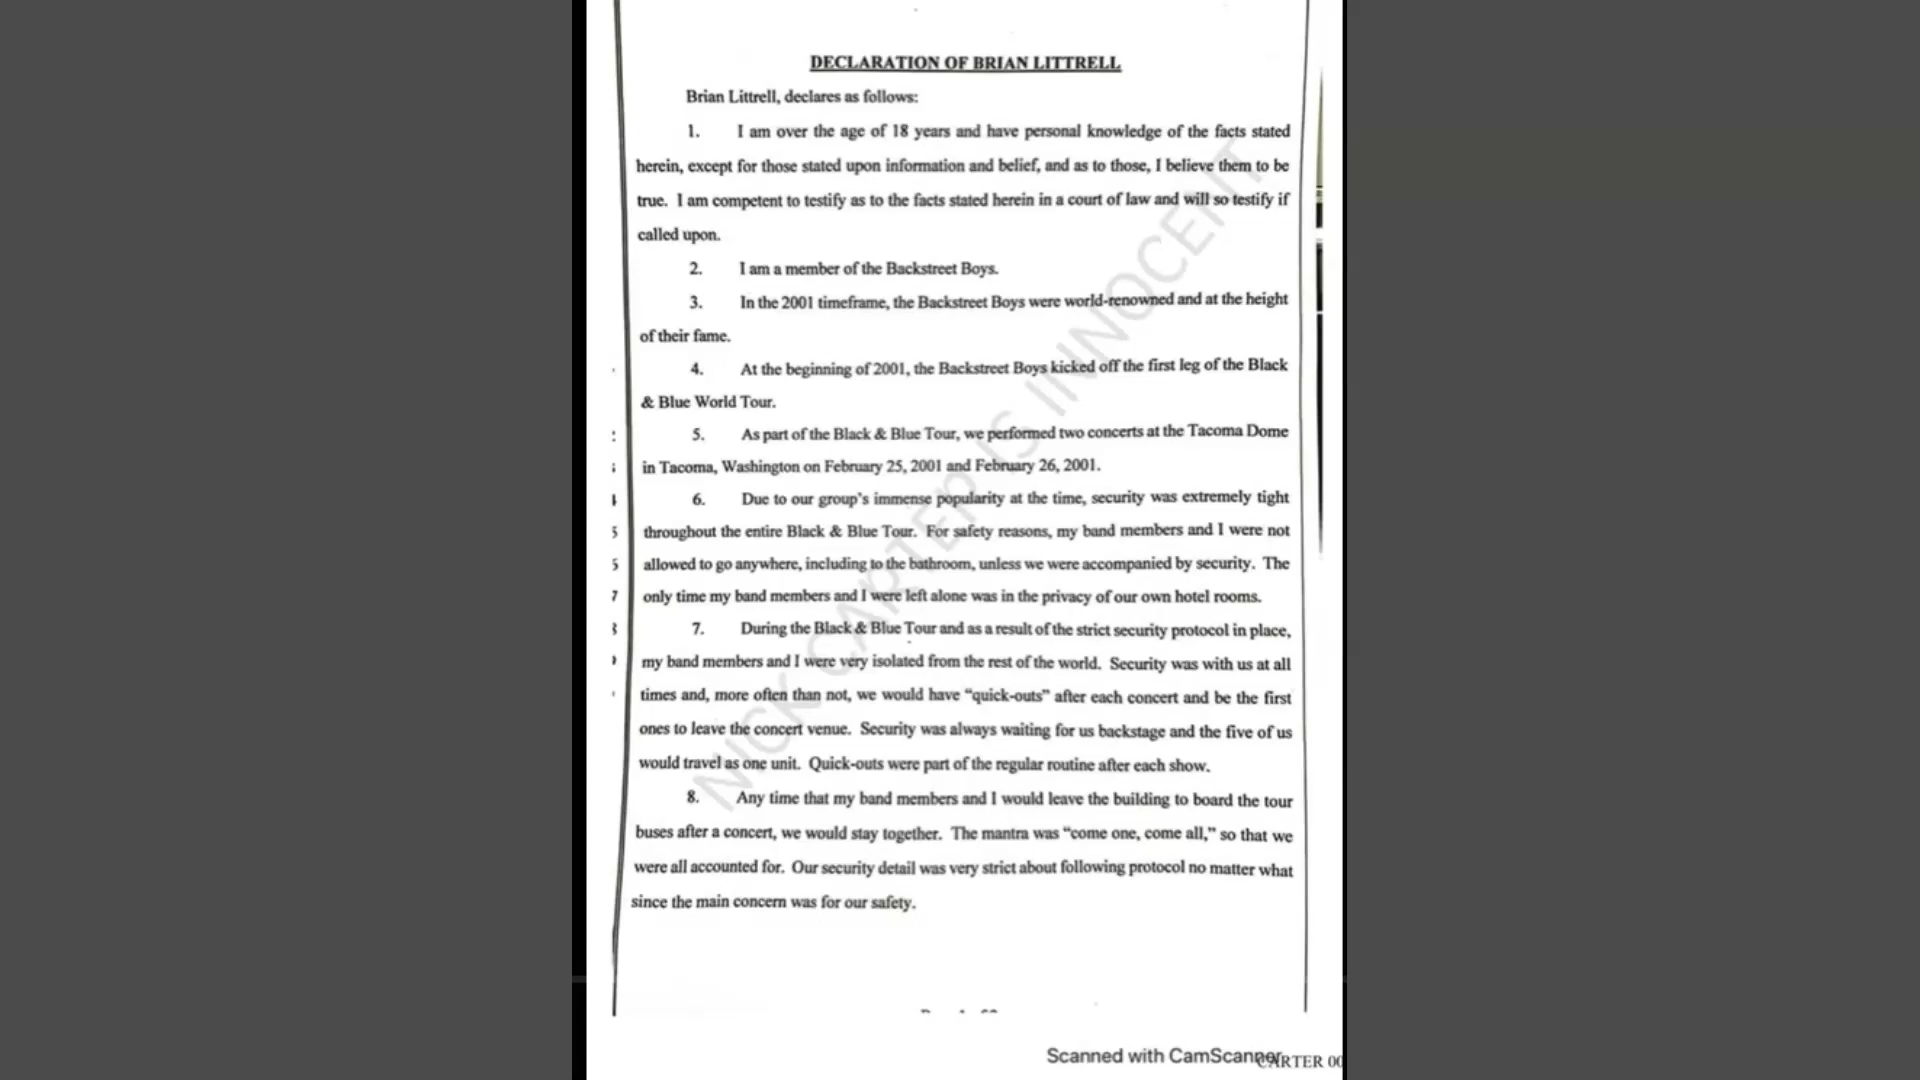 DECLARATION OF BRIAN LITTRELL
Brian Littrell, declares as follows:
1. I am over the age of 18 years and have personal knowledge of the facts stated
herein, except for those stated upon information and belief, and as to those, I believe them to be
true. I am competent to testify as to the facts stated herein in a court of law and will so testify if
called upon.
2. I am a member of the Backstreet Boys.
3. In the 2001 timeframe, the Backstreet Boys were world-renowned and at the height
of their fame.
4. At the beginning of 2001, the Backstreet Boys kicked off the first leg of the Black
& Blue World Tour.
5. As part of the Black & Blue Tour, we performed two concerts at the Tacoma Dome
in Tacoma, Washington on February 25, 2001 and February 26, 2001.
6. Due to our group's immense popularity at the time, security was extremely tight
throughout the entire Black & Blue Tour. For safety reasons, my band members and I were not
allowed to go anywhere, including to the bathroom, unless we were accompanied by security. The
only time my band members and I were left alone was in the privacy of our own hotel rooms.
7. During the Black & Blue Tour and as a result of the strict security protocol in place,
my band members and I were very isolated from the rest of the world. Security was with us at all
times and, more often than not, we would have “quick-outs” after each concert and be the first
ones to leave the concert venue. Security was always waiting for us backstage and the five of us
would travel as one unit. Quick-outs were part of the regular routine after each show.
8. Any time that my band members and I would leave the building to board the tour
buses after a concert, we would stay together. The mantra was “come one, come all,” so that we
were all accounted for. Our security detail was very strict about following protocol no matter what
since the main concern was for our safety.
NICK CARTER IS INNOCENT
Scanned with CamScanner
CARTER 00